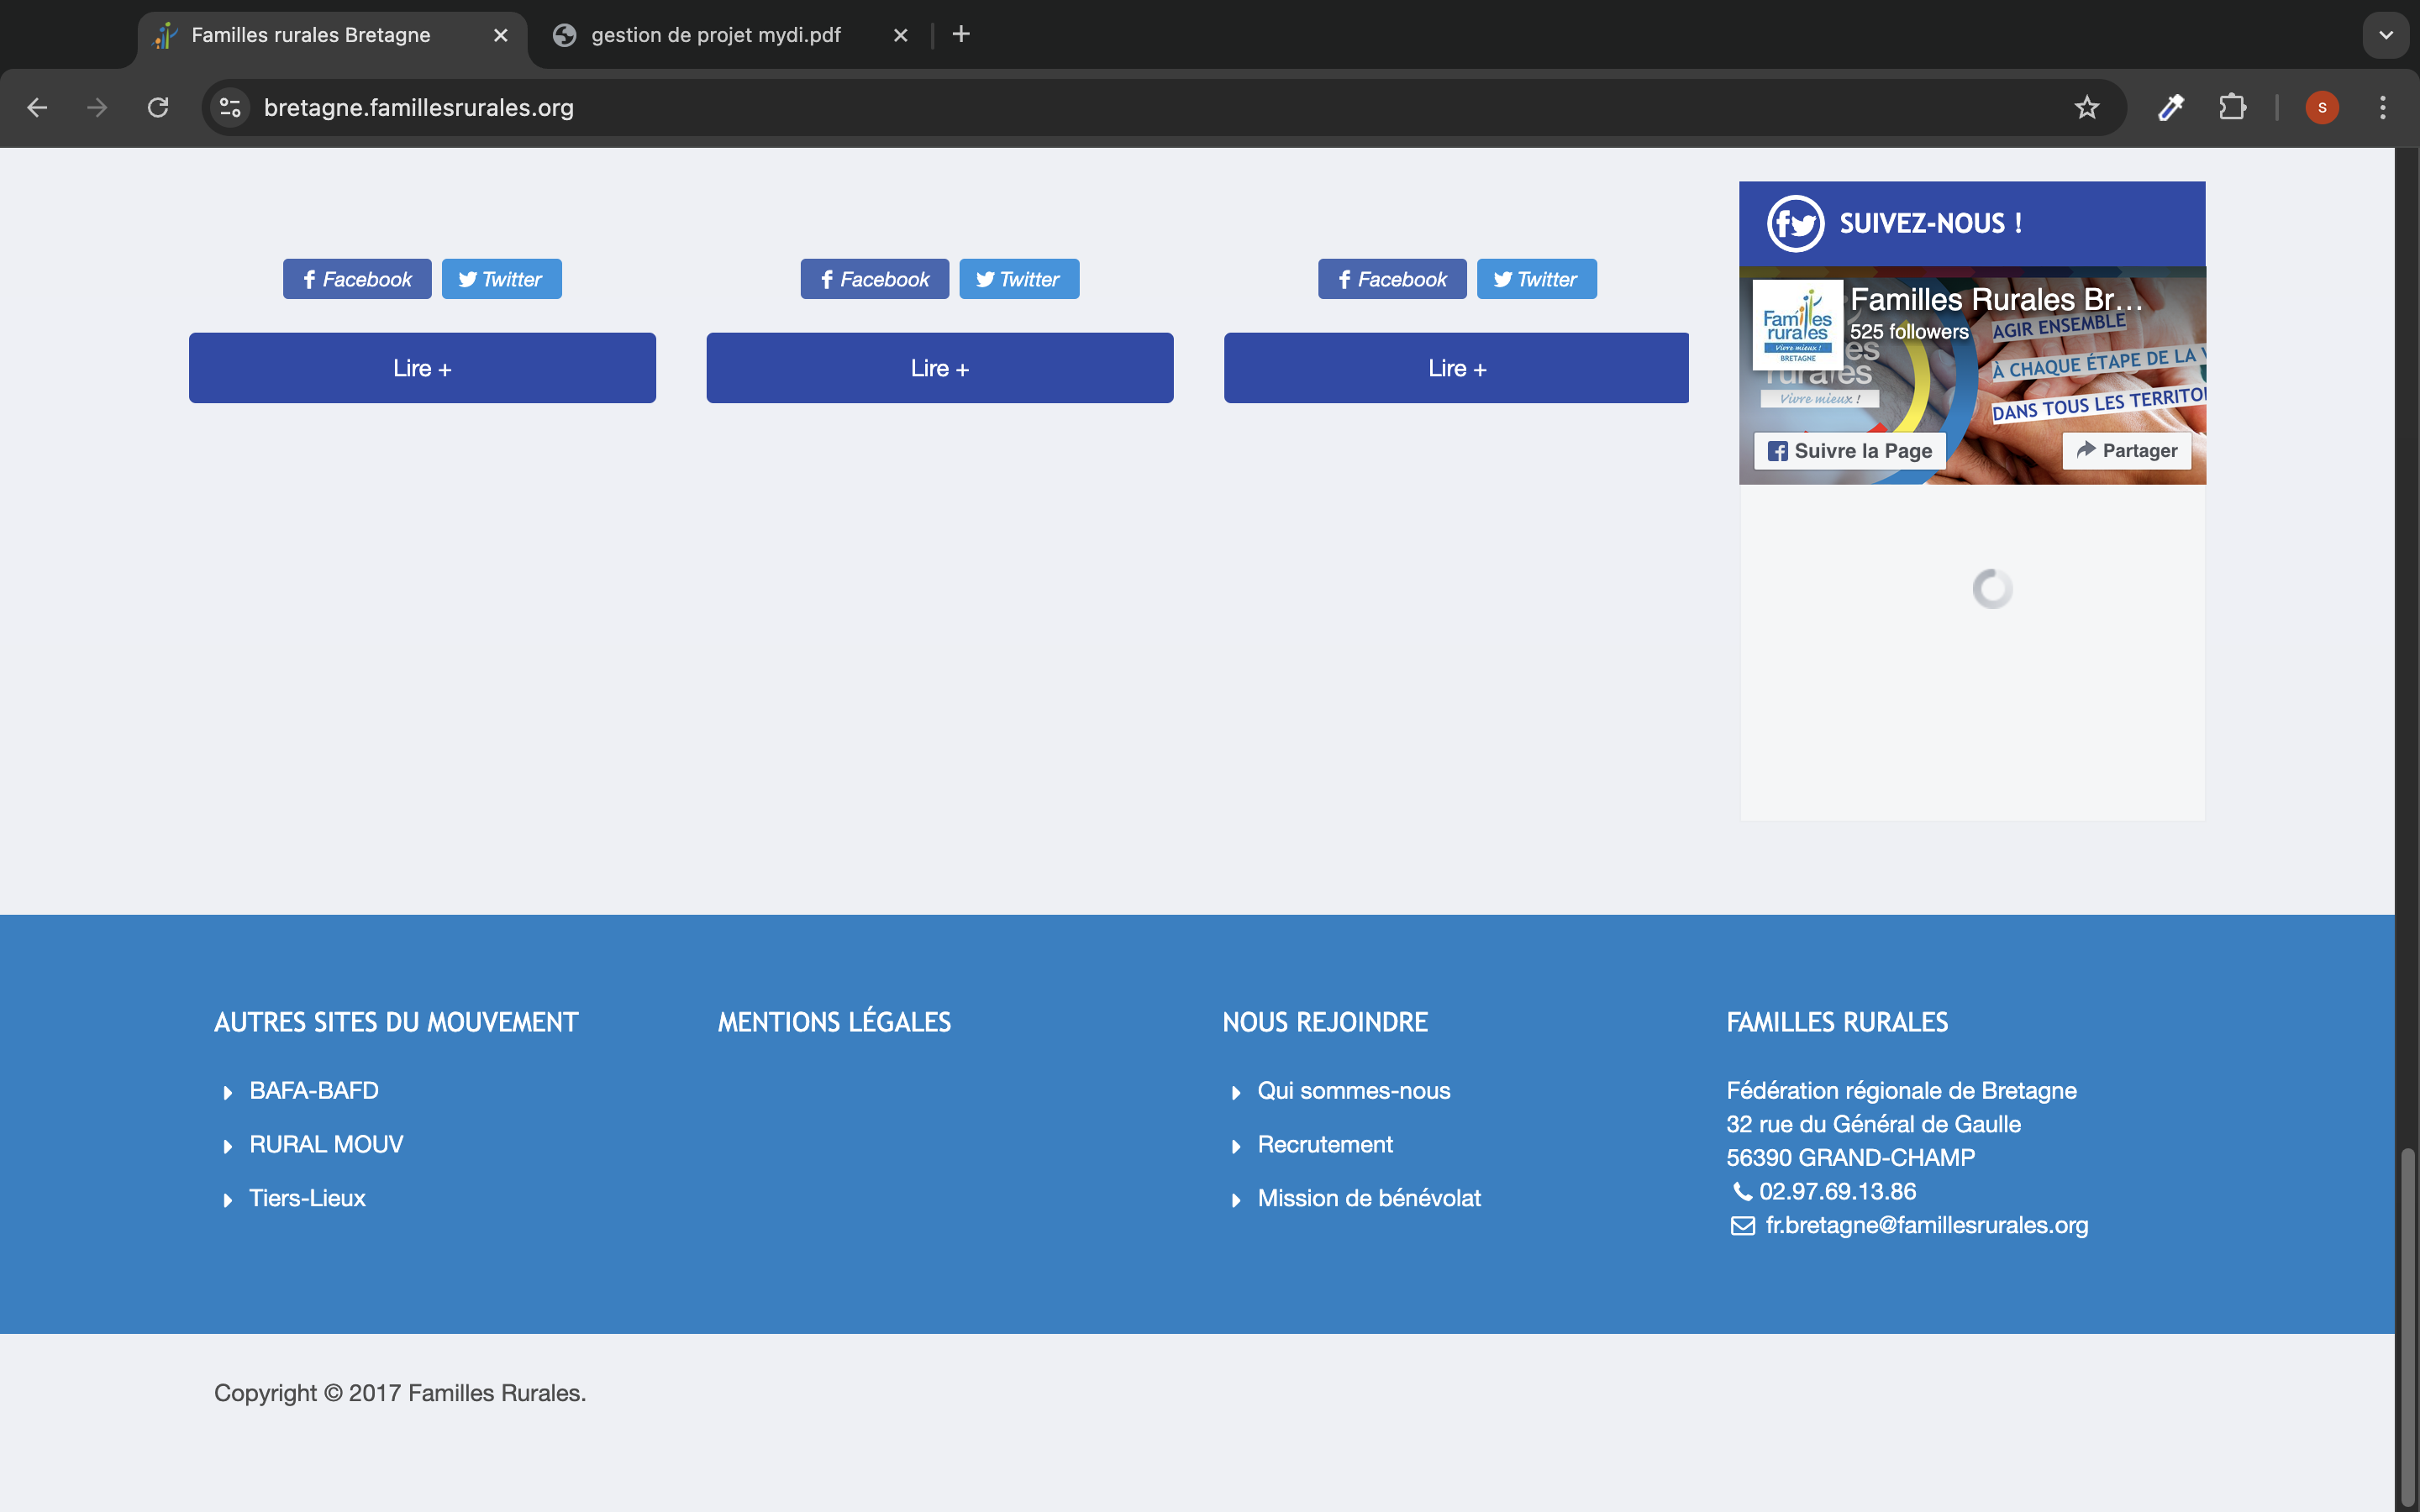 Familles rurales Bretagne
gestion de projet mydi.pdf
bretagne.famillesrurales.org
S
Facebook Twitter
Lire +
Facebook Twitter
Lire +
Facebook Twitter
Lire +
SUIVEZ-NOUS !
Familles Rurales Br...
525 followers
Familles
rurales
Vivre mieux !
BRETAGNE
rurales
Vivre mieux !
AGIR ENSEMBLE
À CHAQUE ÉTAPE DE LA
DANS TOUS LES
Suivre la Page
Partager
AUTRES SITES DU MOUVEMENT
BAFA-BAFD
RURAL MOUV
Tiers-Lieux
MENTIONS LÉGALES
NOUS REJOINDRE
Qui sommes-nous
Recrutement
Mission de bénévolat
FAMILLES RURALES
Fédération régionale de Bretagne
32 rue du Général de Gaulle
56390 GRAND-CHAMP
02.97.69.13.86
fr.bretagne@famillesrurales.org
Copyright © 2017 Familles Rurales.